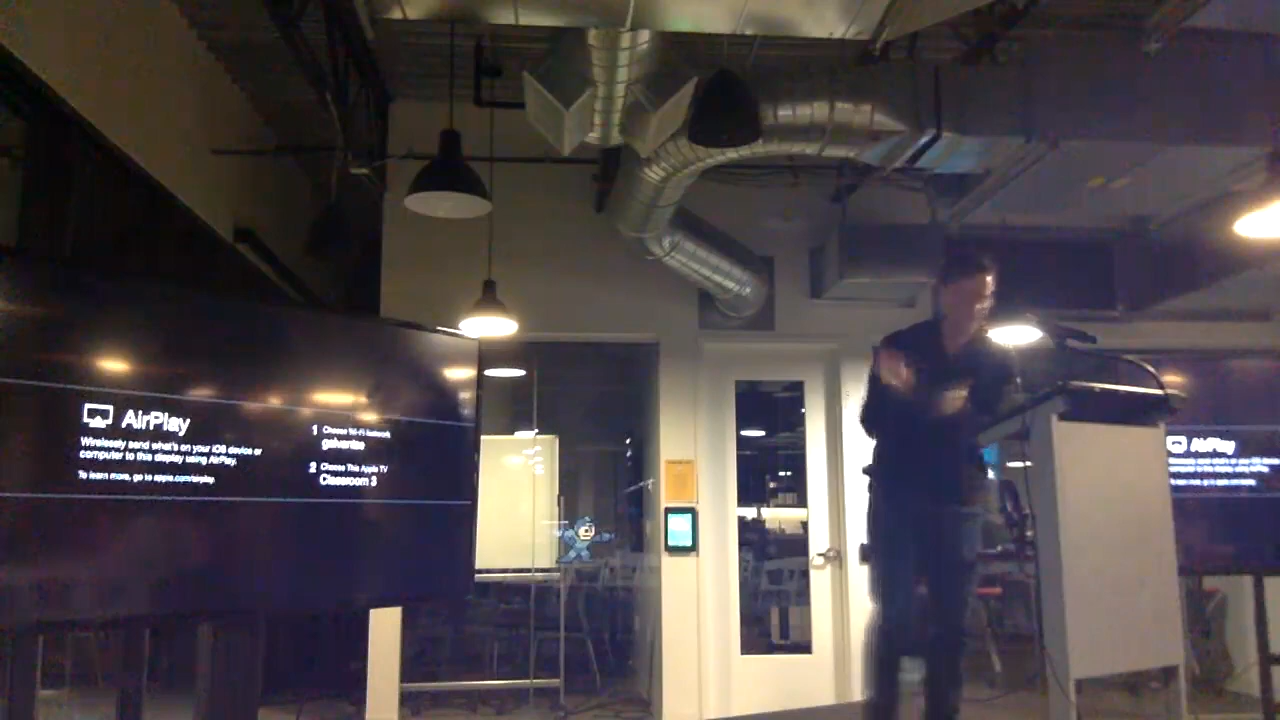 AirPlay
Wirelessly send what's on your iOS device or
computer to this display using AirPlay.
To learn more, go to apple.com/airplay.
1 Choose Wi-Fi Network
galvanize
2 Choose This Apple TV
Classroom 3
AirPlay